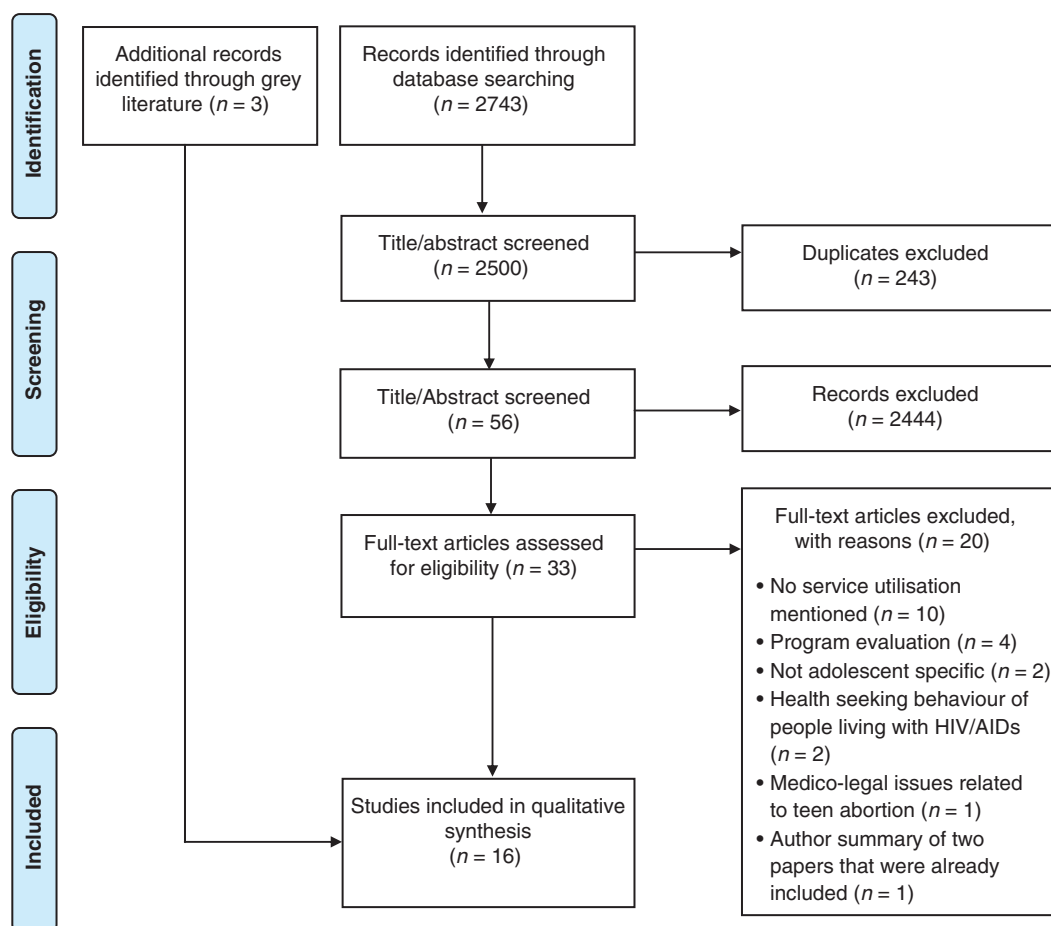 Identification
Additional records
identified through grey
literature (n = 3)
Records identified through
database searching
(n = 2743)
Screening
Title/abstract screened
(n = 2500)
Duplicates excluded
(n = 243)
Title/Abstract screened
(n = 56)
Records excluded
(n = 2444)
Eligibility
Full-text articles assessed
for eligibility (n = 33)
Full-text articles excluded,
with reasons (n = 20)
• No service utilisation
mentioned (n = 10)
• Program evaluation (n = 4)
• Not adolescent specific (n = 2)
• Health seeking behaviour of
people living with HIV/AIDs
(n = 2)
• Medico-legal issues related
to teen abortion (n = 1)
• Author summary of two
papers that were already
included (n = 1)
Included
Studies included in qualitative
synthesis
(n = 16)